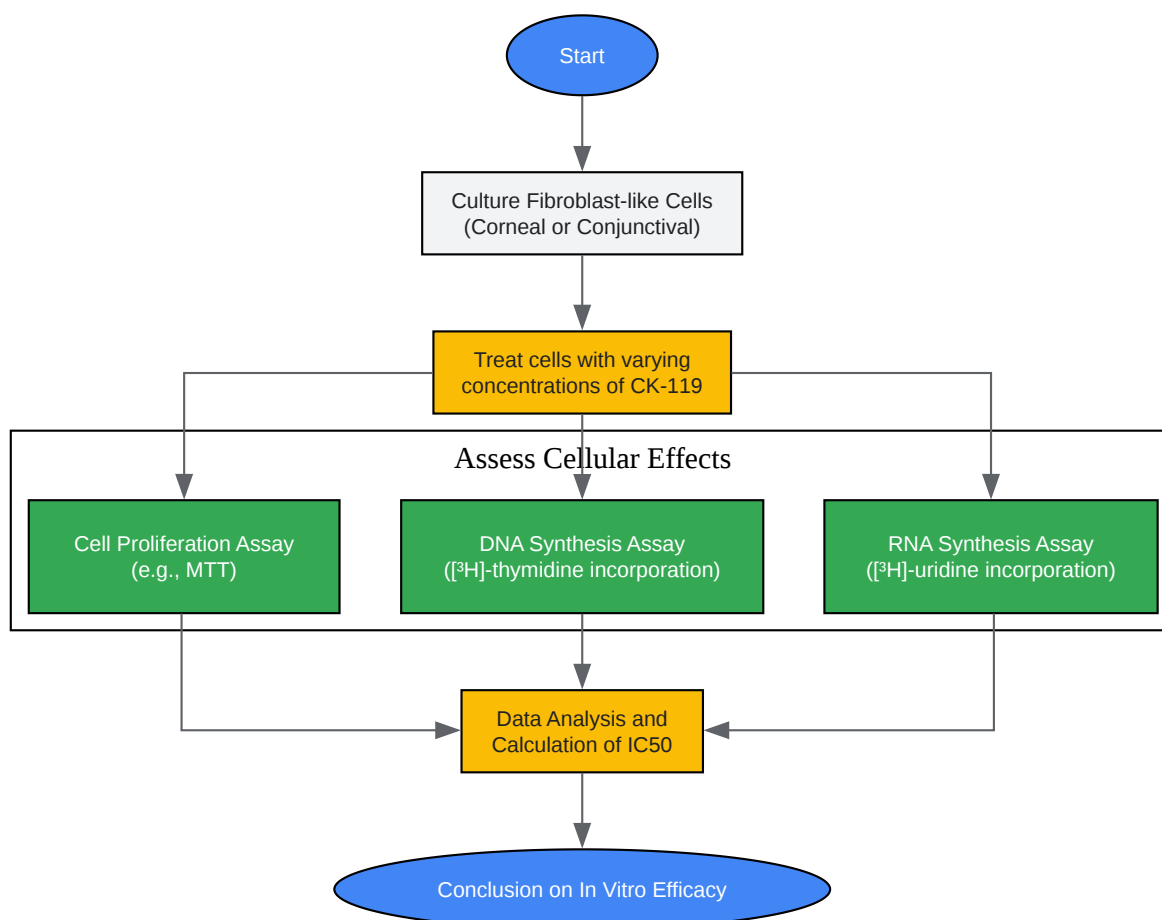 Start
Culture Fibroblast-like Cells
(Corneal or Conjunctival)
Treat cells with varying
concentrations of CK-119
Assess Cellular Effects
Cell Proliferation Assay
(e.g., MTT)
DNA Synthesis Assay
([³H]-thymidine incorporation)
RNA Synthesis Assay
([³H]-uridine incorporation)
Data Analysis and
Calculation of IC50
Conclusion on In Vitro Efficacy